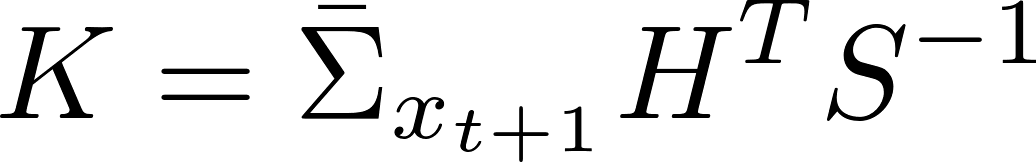 K = \bar{\Sigma}_{x_{t+1}} H^T S^{-1}